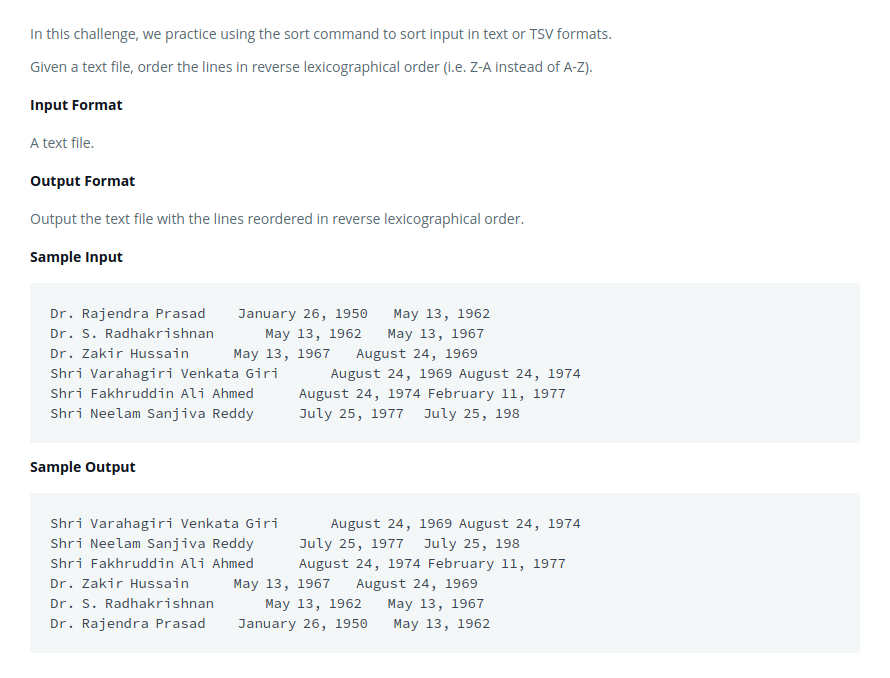 In this challenge, we practice using the sort command to sort input in text or TSV formats.
Given a text file, order the lines in reverse lexicographical order (i.e. Z-A instead of A-Z).
Input Format
A text file.
Output Format
Output the text file with the lines reordered in reverse lexicographical order.
Sample Input
Dr. Rajendra Prasad    January 26, 1950   May 13, 1962
Dr. S. Radhakrishnan      May 13, 1962   May 13, 1967
Dr. Zakir Hussain     May 13, 1967   August 24, 1969
Shri Varahagiri Venkata Giri      August 24, 1969 August 24, 1974
Shri Fakhruddin Ali Ahmed     August 24, 1974 February 11, 1977
Shri Neelam Sanjiva Reddy     July 25, 1977  July 25, 198
Sample Output
Shri Varahagiri Venkata Giri      August 24, 1969 August 24, 1974
Shri Neelam Sanjiva Reddy     July 25, 1977  July 25, 198
Shri Fakhruddin Ali Ahmed     August 24, 1974 February 11, 1977
Dr. Zakir Hussain     May 13, 1967   August 24, 1969
Dr. S. Radhakrishnan      May 13, 1962   May 13, 1967
Dr. Rajendra Prasad    January 26, 1950   May 13, 1962